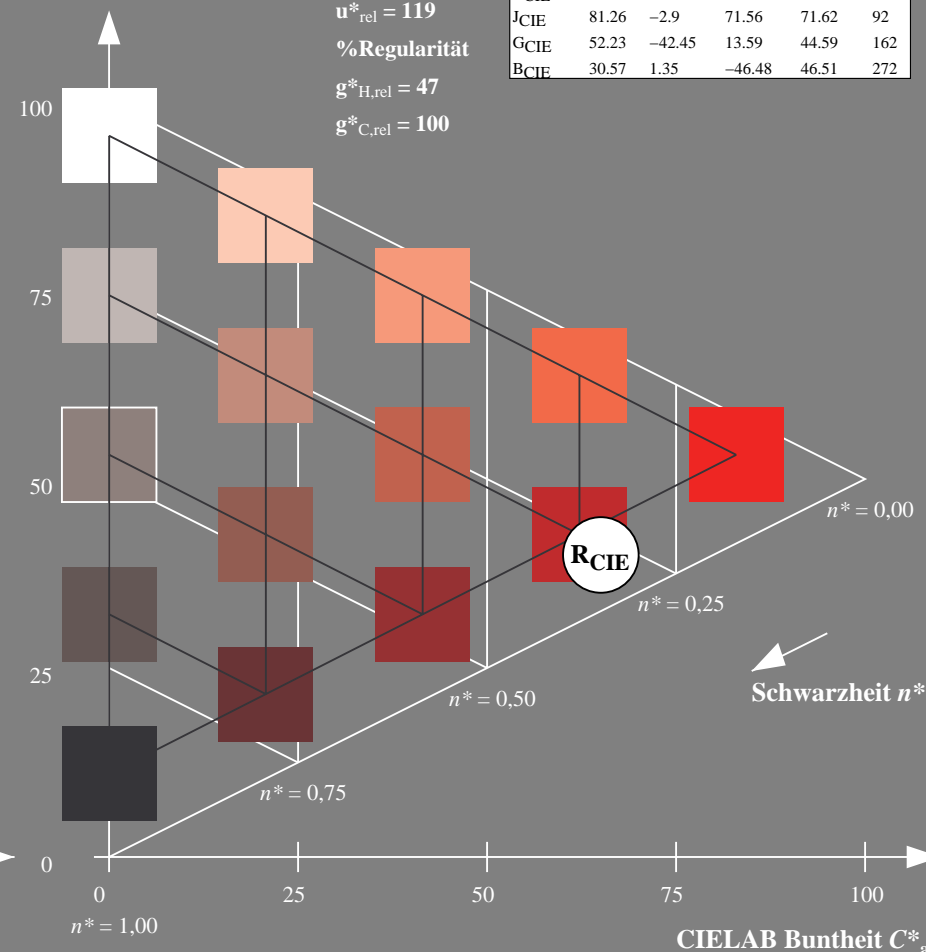 u*rel = 119
%Regularität
g*H,rel = 47
g*C,rel = 100
JCIE 81.26 −2.9 71.56 71.62 92
GCIE 52.23 −42.45 13.59 44.59 162
BCIE 30.57 1.35 −46.48 46.51 272
100
75
50
25
0
RCIE
n* = 0,00
n* = 0,25
Schwarzheit n*
n* = 0,50
n* = 0,75
0 25 50 75 100
n* = 1,00
CIELAB Buntheit C*